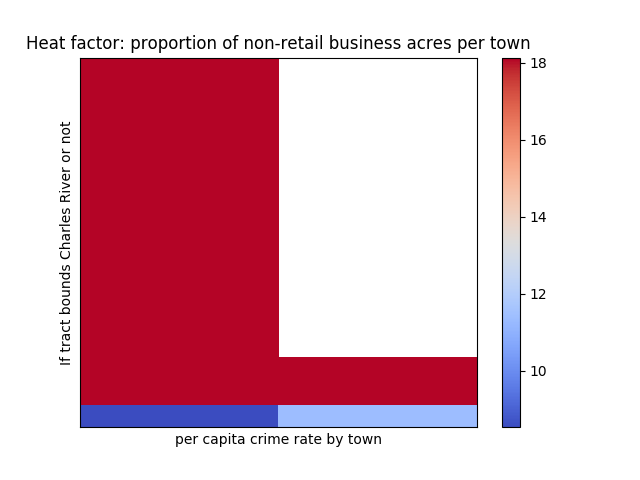 Heat factor: proportion of non-retail business acres per town
If tract bounds Charles River or not
per capita crime rate by town
18
16
14
12
10